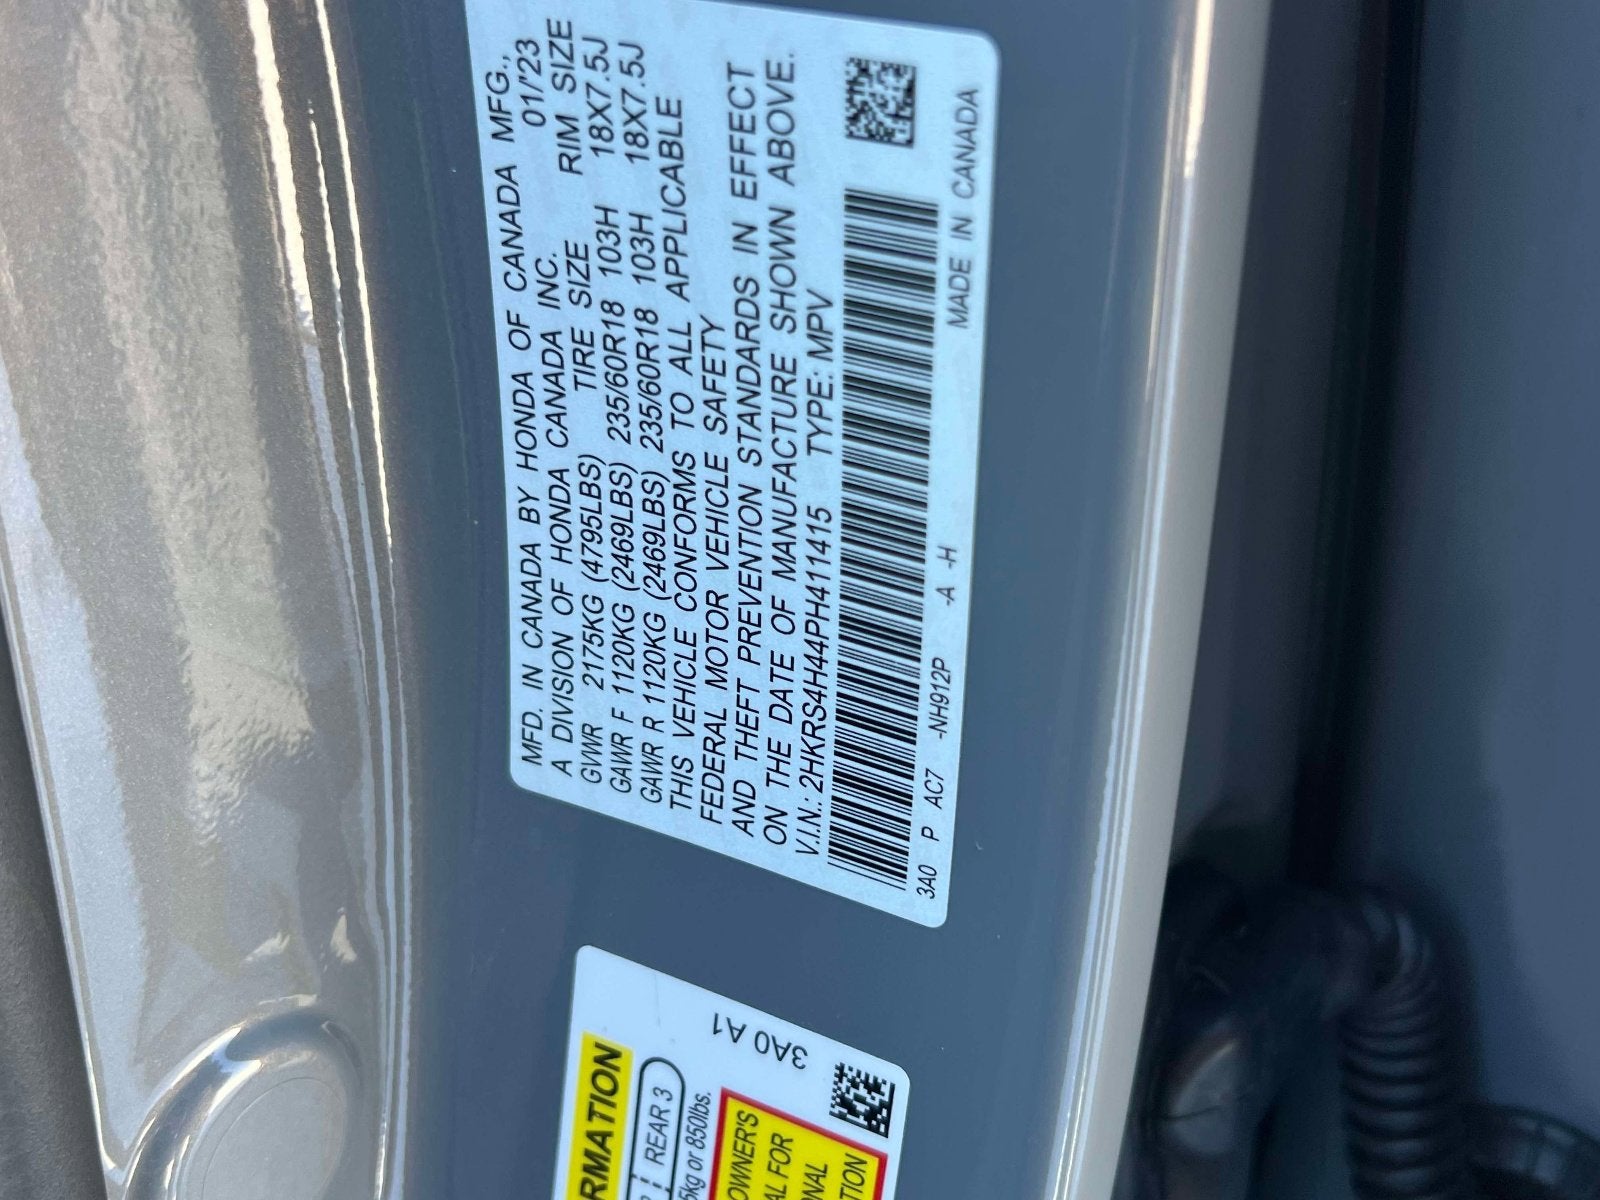 MFD. IN CANADA BY HONDA OF CANADA MFG.,
A DIVISION OF HONDA CANADA INC. 01/'23
GVWR 2175KG (4795LBS) TIRE SIZE RIM SIZE
GAWR F 1120KG (2469LBS) 235/60R18 103H 18X7.5J
GAWR R 1120KG (2469LBS) 235/60R18 103H 18X7.5J
THIS VEHICLE CONFORMS TO ALL APPLICABLE
FEDERAL MOTOR VEHICLE SAFETY
AND THEFT PREVENTION STANDARDS IN EFFECT
ON THE DATE OF MANUFACTURE SHOWN ABOVE.
V.I.N.: 2HKRS4H44PH411415 TYPE: MPV
3A0 P AC7 -NH912P -A -H MADE IN CANADA
RMATION
REAR 3
5kg or 850lbs.
OWNER'S
AL FOR
NAL
TION
3A0 A1